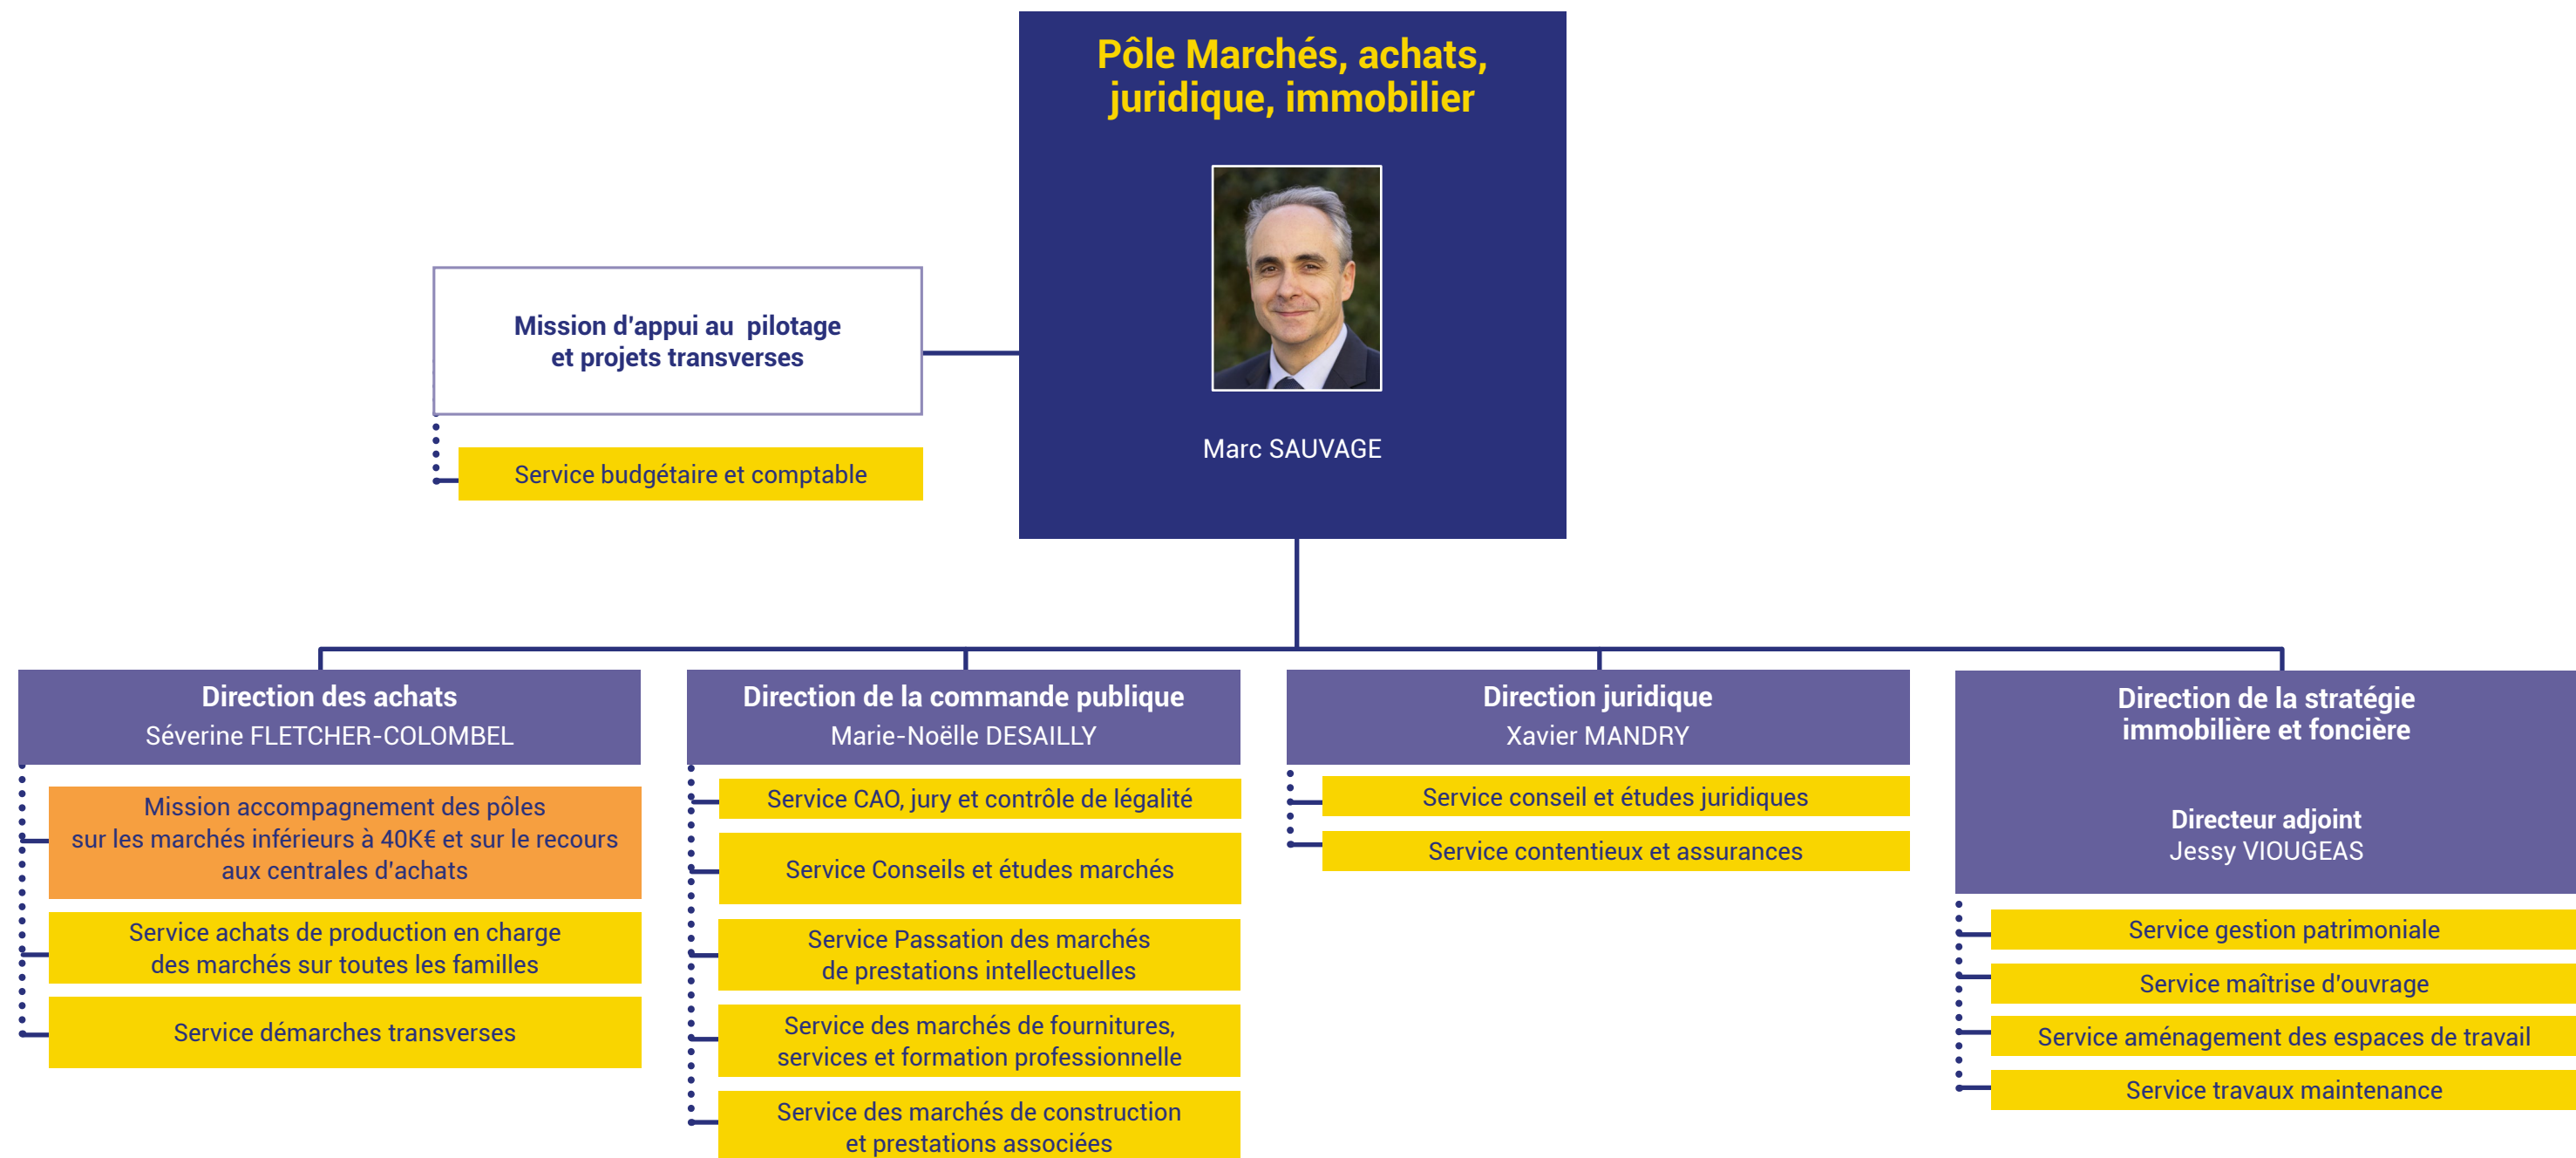 Pôle Marchés, achats,
juridique, immobilier
Marc SAUVAGE
Mission d'appui au pilotage
et projets transverses
Service budgétaire et comptable
Direction des achats
Séverine FLETCHER-COLOMBEL
Mission accompagnement des pôles
sur les marchés inférieurs à 40K€ et sur le recours
aux centrales d'achats
Service achats de production en charge
des marchés sur toutes les familles
Service démarches transverses
Direction de la commande publique
Marie-Noëlle DESAILLY
Service CAO, jury et contrôle de légalité
Service Conseils et études marchés
Service Passation des marchés
de prestations intellectuelles
Service des marchés de fournitures,
services et formation professionnelle
Service des marchés de construction
et prestations associées
Direction juridique
Xavier MANDRY
Service conseil et études juridiques
Service contentieux et assurances
Direction de la stratégie
immobilière et foncière
Directeur adjoint
Jessy VIOUGEAS
Service gestion patrimoniale
Service maîtrise d'ouvrage
Service aménagement des espaces de travail
Service travaux maintenance